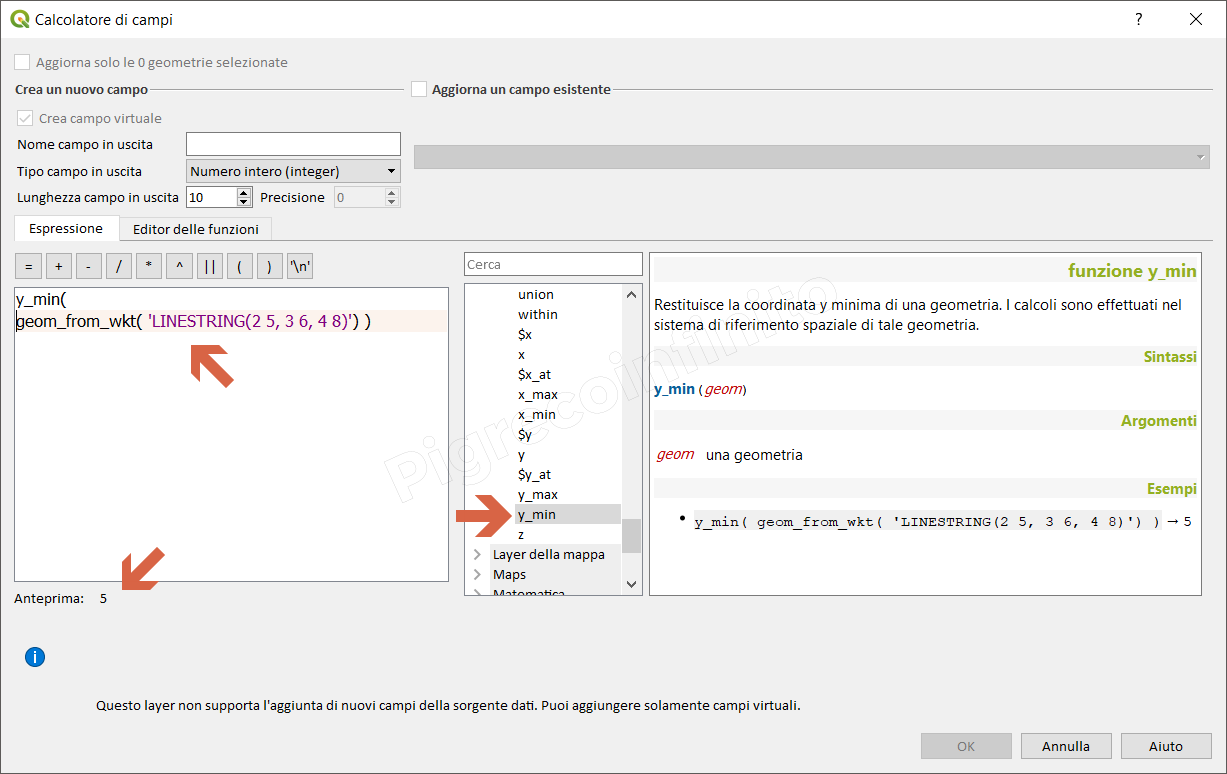 Calcolatore di campi
?
Aggiorna solo le 0 geometrie selezionate
Crea un nuovo campo
Aggiorna un campo esistente
Crea campo virtuale
Nome campo in uscita
Tipo campo in uscita Numero intero (integer)
Lunghezza campo in uscita 10 Precisione 0
Espressione Editor delle funzioni
= + - / * ^ || ( ) '\n'
y_min(
geom_from_wkt( 'LINESTRING(2 5, 3 6, 4 8)') )
Anteprima: 5
Cerca
union
within
$x
x
$x_at
x_max
x_min
$y
y
$y_at
y_max
y_min
z
Layer della mappa
Maps
Matematica
funzione y_min
Restituisce la coordinata y minima di una geometria. I calcoli sono effettuati nel
sistema di riferimento spaziale di tale geometria.
Sintassi
y_min (geom)
Argomenti
geom una geometria
Esempi
• y_min( geom_from_wkt( 'LINESTRING(2 5, 3 6, 4 8)') ) → 5
Pigrecoinfinito
Questo layer non supporta l'aggiunta di nuovi campi della sorgente dati. Puoi aggiungere solamente campi virtuali.
OK Annulla Aiuto